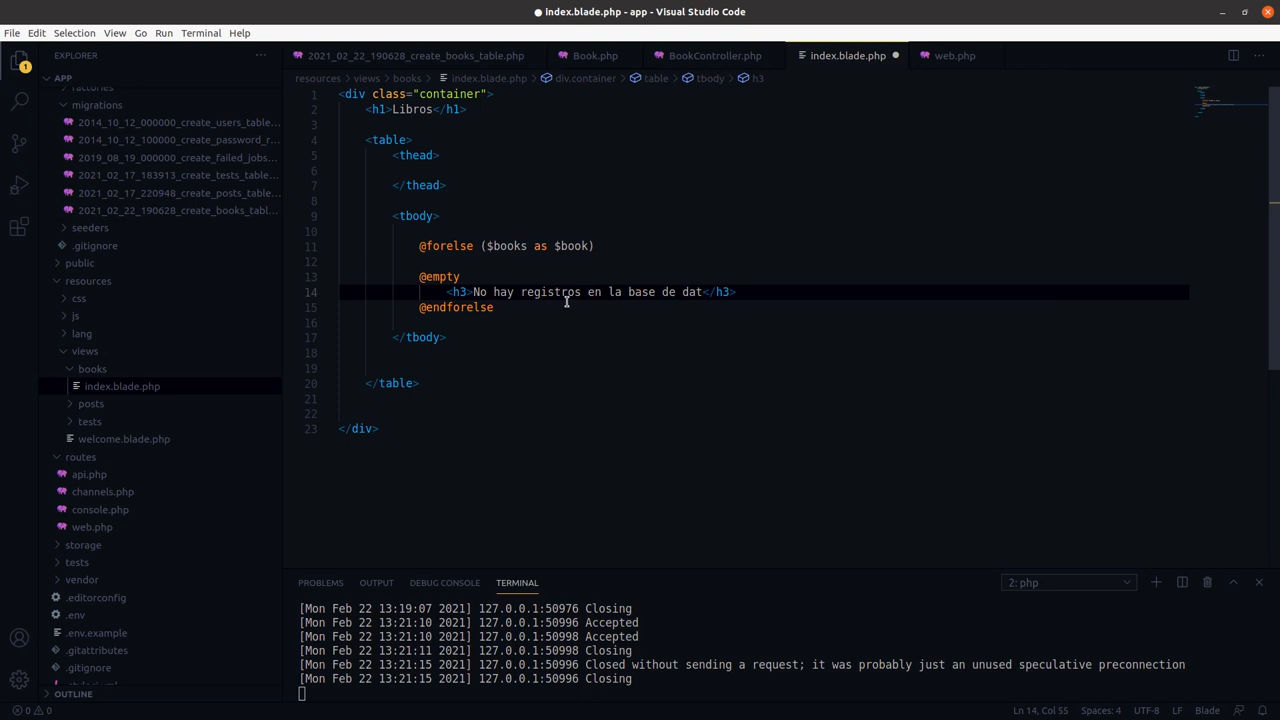 index.blade.php - app - Visual Studio Code
File Edit Selection View Go Run Terminal Help
EXPLORER
2021_02_22_190628_create_books_table.php
Book.php
BookController.php
index.blade.php
web.php
resources > views > books > index.blade.php > div.container > table > tbody > h3
1
APP
factories
migrations
2014_10_12_000000_create_users_table...
2014_10_12_100000_create_password_r...
2019_08_19_000000_create_failed_jobs...
2021_02_17_183913_create_tests_table...
2021_02_17_220948_create_posts_table...
2021_02_22_190628_create_books_tabl...
seeders
.gitignore
public
resources
css
js
lang
views
books
index.blade.php
posts
tests
welcome.blade.php
routes
api.php
channels.php
console.php
web.php
storage
tests
vendor
.editorconfig
.env
.env.example
.gitattributes
.gitignore
OUTLINE
1 <div class="container">
2 <h1>Libros</h1>
3
4 <table>
5 <thead>
6
7 </thead>
8
9 <tbody>
10
11 @forelse ($books as $book)
12
13 @empty
14 <h3>No hay registros en la base de dat</h3>
15 @endforelse
16
17 </tbody>
18
19
20 </table>
21
22
23 </div>
PROBLEMS OUTPUT DEBUG CONSOLE TERMINAL
2: php
[Mon Feb 22 13:19:07 2021] 127.0.0.1:50976 Closing
[Mon Feb 22 13:21:10 2021] 127.0.0.1:50996 Accepted
[Mon Feb 22 13:21:10 2021] 127.0.0.1:50998 Accepted
[Mon Feb 22 13:21:11 2021] 127.0.0.1:50998 Closing
[Mon Feb 22 13:21:15 2021] 127.0.0.1:50996 Closed without sending a request; it was probably just an unused speculative preconnection
[Mon Feb 22 13:21:15 2021] 127.0.0.1:50996 Closing
0 0
Ln 14, Col 55 Spaces: 4 UTF-8 LF Blade